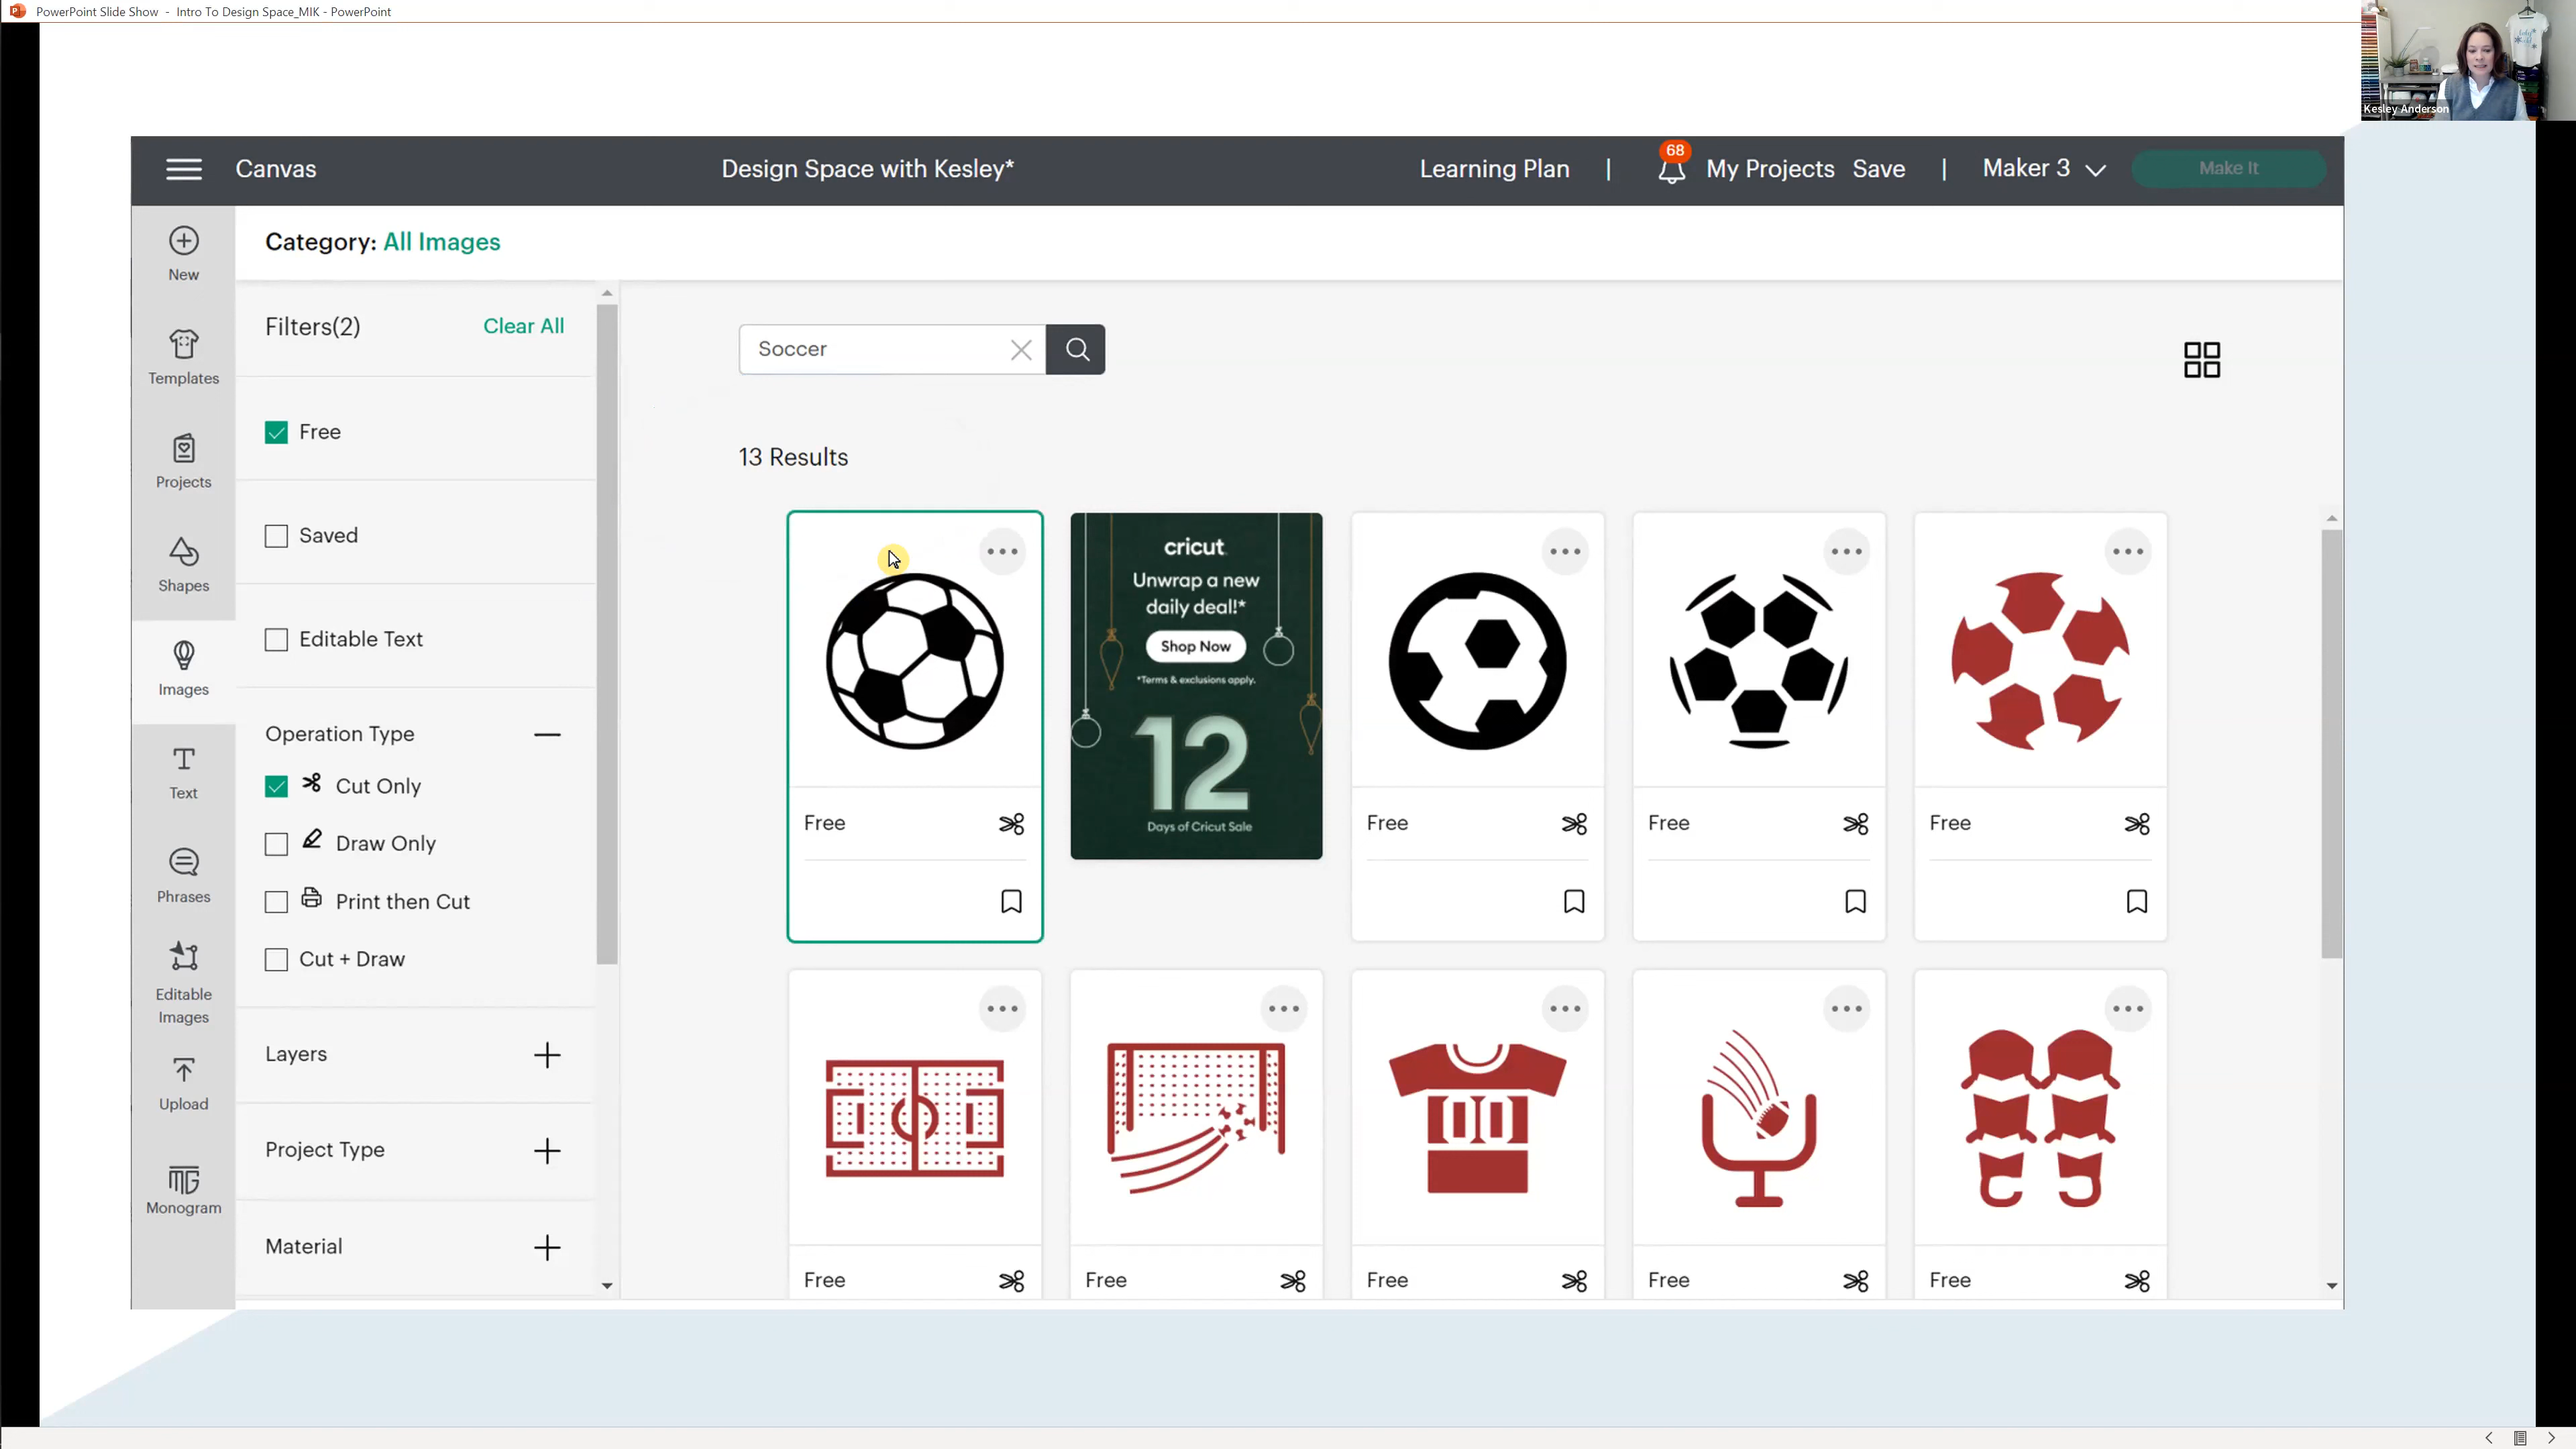 PowerPoint Slide Show - Intro To Design Space_MIK - PowerPoint
Kesley Anderson
Canvas
Design Space with Kesley*
Learning Plan |
68
My Projects Save | Maker 3
Make It
New
Templates
Projects
Shapes
Images
Text
Phrases
Editable
Images
Upload
Monogram
Category: All Images
Filters(2) Clear All
Free
Saved
Editable Text
Operation Type
Cut Only
Draw Only
Print then Cut
Cut + Draw
Layers
Project Type
Material
Soccer
13 Results
Free
cricut
Unwrap a new
daily deal!*
Shop Now
*Terms & exclusions apply.
12
Days of Cricut Sale
Free
Free
Free
Free
Free
00
Free
Free
Free